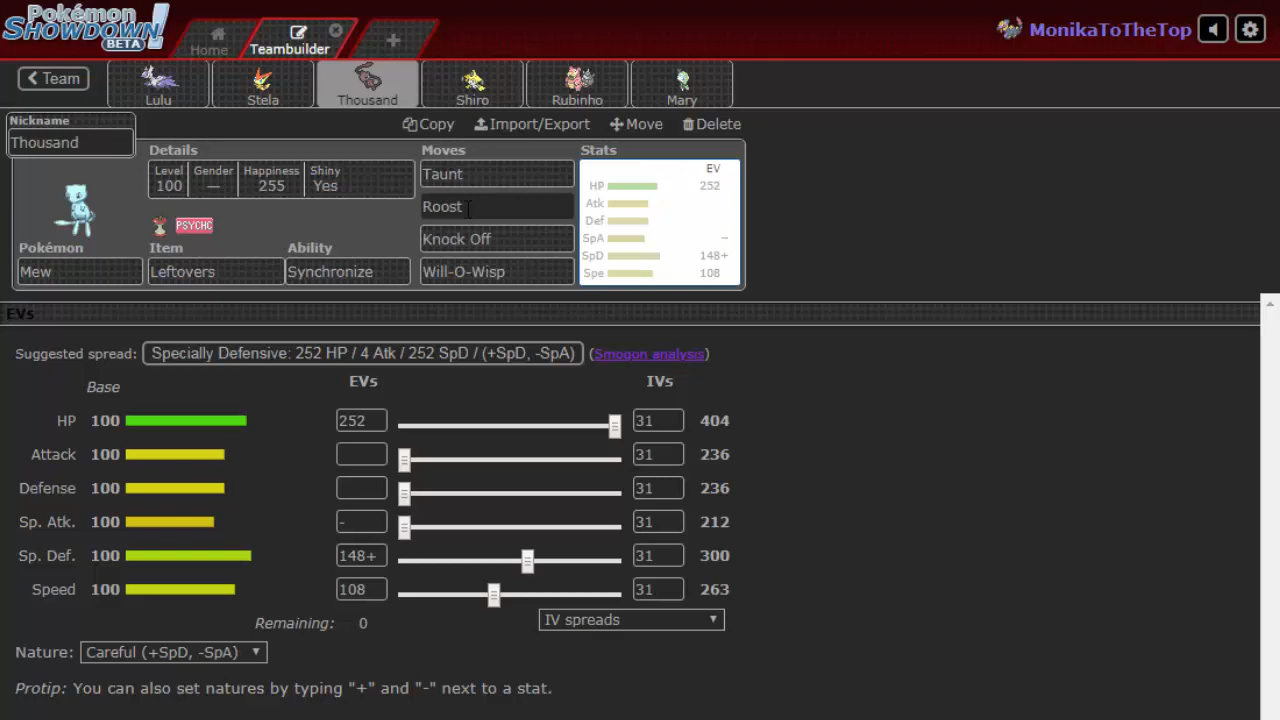 Pokémon
SHOWDOWN!
BETA
Home
Teambuilder
MonikaToTheTop
Team
Lulu
Stela
Thousand
Shiro
Rubinho
Mary
Nickname
Thousand
Copy
Import/Export
Move
Delete
Details
Level
100
Gender
—
Happiness
255
Shiny
Yes
PSYCHC
Pokémon
Mew
Item
Leftovers
Ability
Synchronize
Moves
Taunt
Roost
Knock Off
Will-O-Wisp
Stats
EV
HP 252
Atk
Def
SpA –
SpD 148+
Spe 108
EVs
Suggested spread: Specially Defensive: 252 HP / 4 Atk / 252 SpD / (+SpD, -SpA) (Smogon analysis)
Base EVs IVs
HP 100 252 31 404
Attack 100 31 236
Defense 100 31 236
Sp. Atk. 100 - 31 212
Sp. Def. 100 148+ 31 300
Speed 100 108 31 263
Remaining: 0 IV spreads
Nature: Careful (+SpD, -SpA)
Protip: You can also set natures by typing "+" and "-" next to a stat.